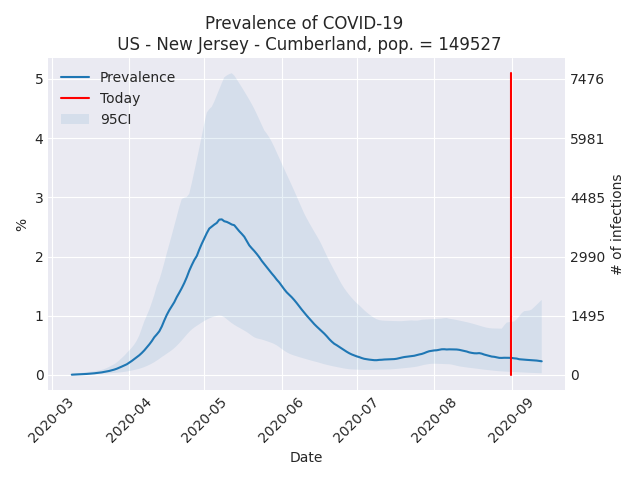 Prevalence of COVID-19
US - New Jersey - Cumberland, pop. = 149527
Prevalence
Today
95CI
%
5
4
3
2
1
0
7476
5981
4485
2990
1495
0
# of infections
2020-03
2020-04
2020-05
2020-06
2020-07
2020-08
2020-09
Date